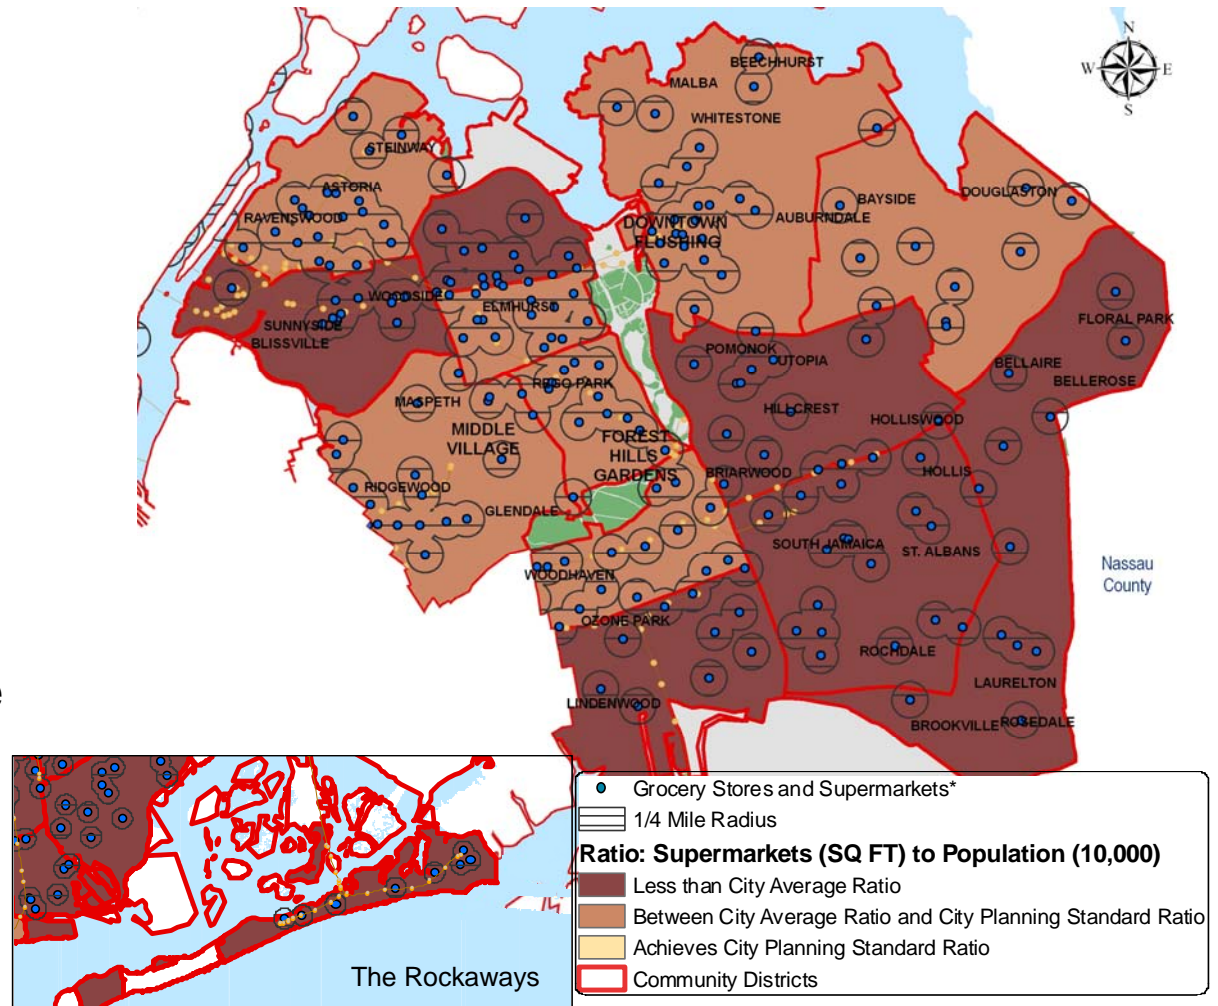 N
W
E
S
BEECHHURST
MALBA
WHITESTONE
STEINWAY
ASTORIA
RAVENSWOOD
DOUGLASTON
BAYSIDE
AUBURNDALE
DOWNTOWN
FLUSHING
WOODSIDE
ELMHURST
SUNNYSIDE
BLISSVILLE
FLORAL PARK
POMONOK
UTOPIA
BELLAIRE
BELLEROSE
REGO PARK
MASPETH
HILLCREST
HOLLISWOOD
MIDDLE
VILLAGE
FOREST
HILLS
GARDENS
BRIARWOOD
HOLLIS
RIDGEWOOD
GLENDALE
SOUTH JAMAICA
ST. ALBANS
WOODHAVEN
Nassau
County
OZONE PARK
ROCHDALE
LAURELTON
LINDENWOOD
BROOKVILLE
ROSEDALE
e
The Rockaways
Grocery Stores and Supermarkets*
1/4 Mile Radius
Ratio: Supermarkets (SQ FT) to Population (10,000)
Less than City Average Ratio
Between City Average Ratio and City Planning Standard Ratio
Achieves City Planning Standard Ratio
Community Districts